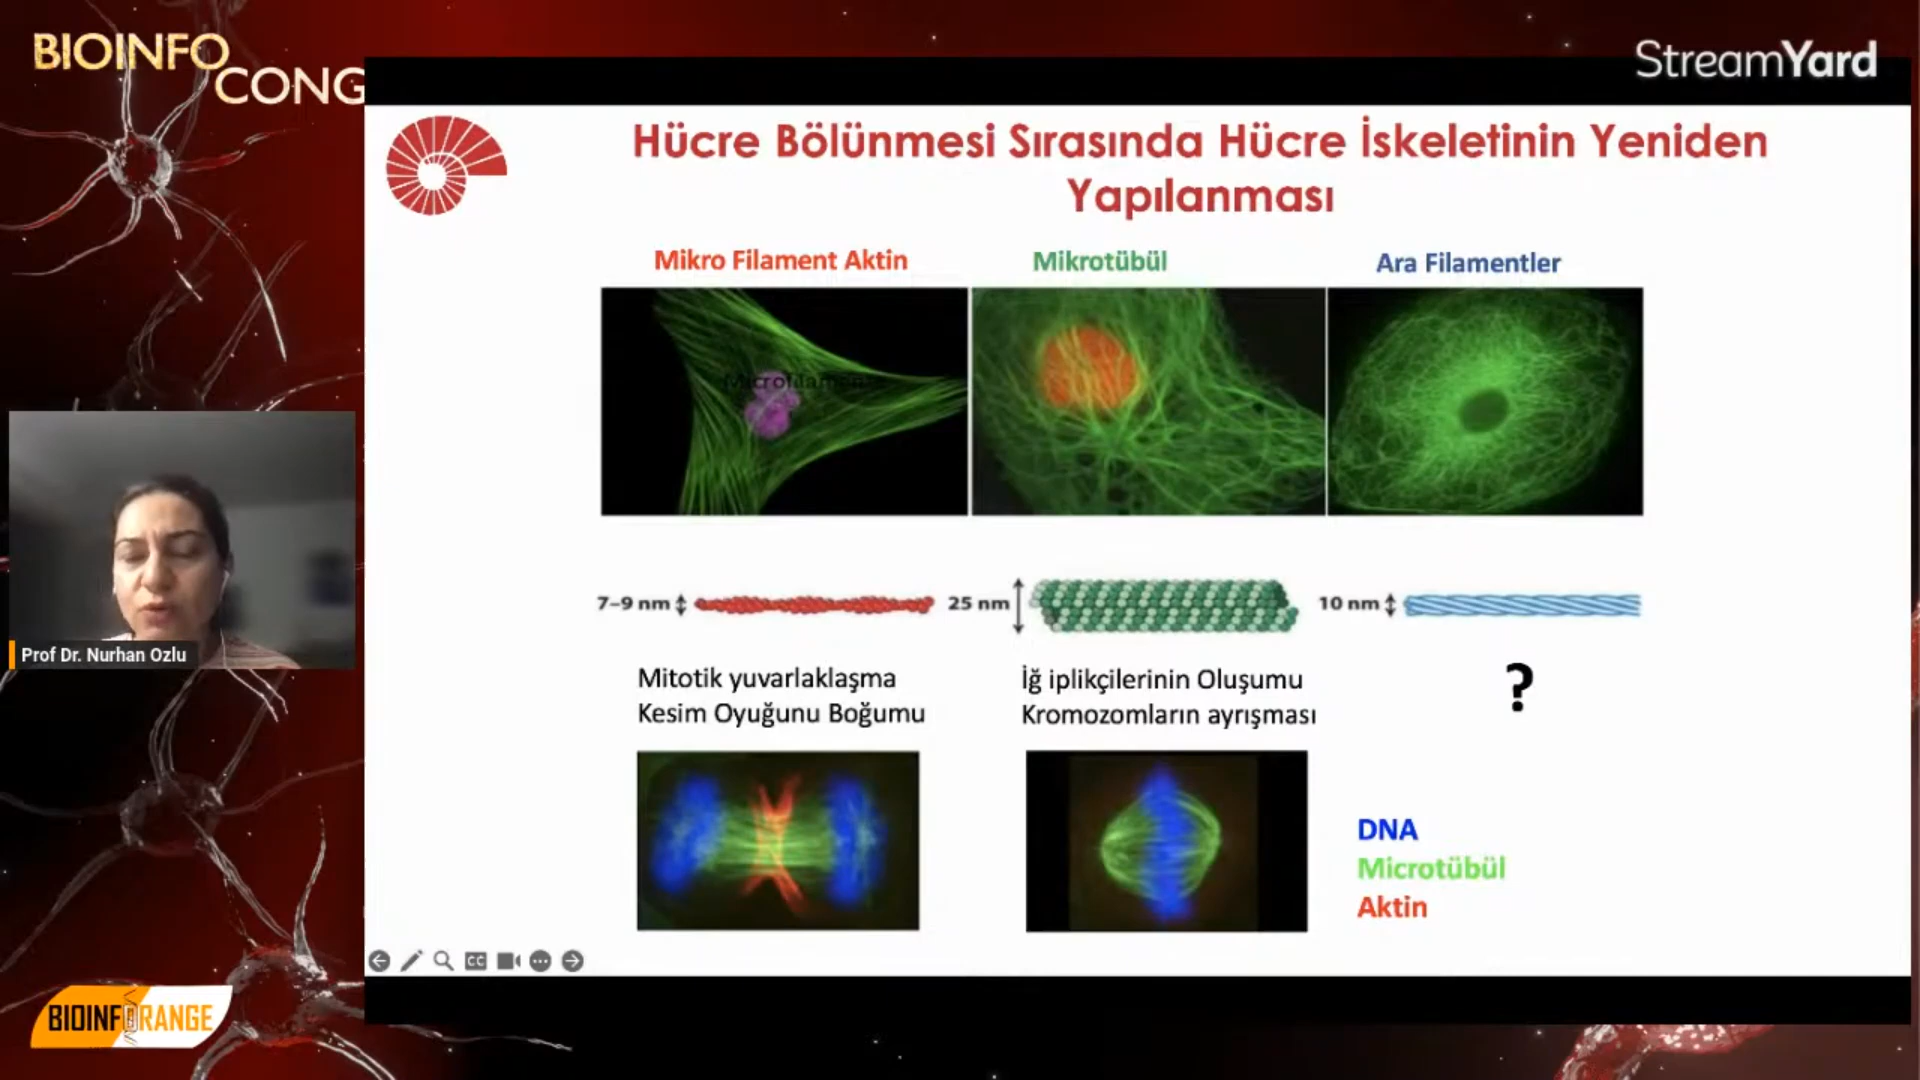 BIOINFO
CONG
StreamYard
Hücre Bölünmesi Sırasında Hücre İskeletinin Yeniden
Yapılanması
Mikro Filament Aktin
Mikrotübül
Ara Filamentler
7–9 nm
25 nm
10 nm
Mitotik yuvarlaklaşma
Kesim Oyuğunu Boğumu
İğ iplikçilerinin Oluşumu
Kromozomların ayrışması
?
DNA
Microtübül
Aktin
Prof Dr. Nurhan Ozlu
CC
BIOINFORANGE